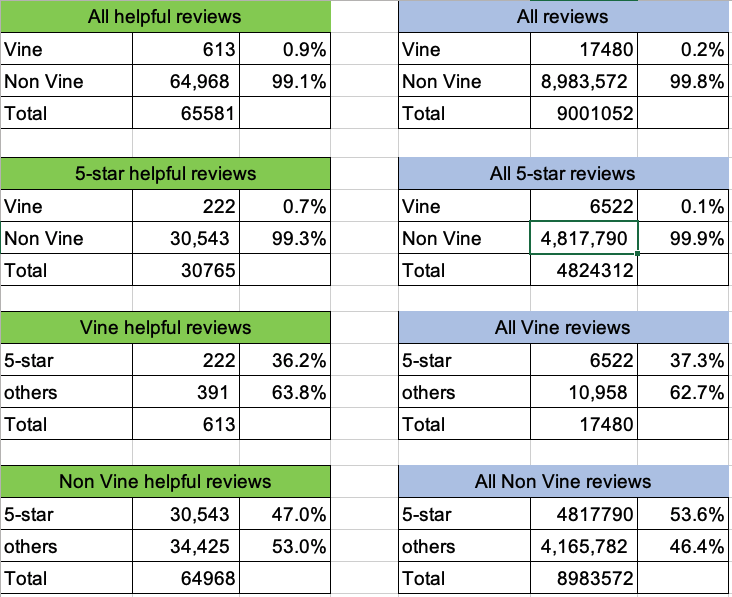 All helpful reviews
Vine 613 0.9%
Non Vine 64,968 99.1%
Total 65581
All reviews
Vine 17480 0.2%
Non Vine 8,983,572 99.8%
Total 9001052
5-star helpful reviews
Vine 222 0.7%
Non Vine 30,543 99.3%
Total 30765
All 5-star reviews
Vine 6522 0.1%
Non Vine 4,817,790 99.9%
Total 4824312
Vine helpful reviews
5-star 222 36.2%
others 391 63.8%
Total 613
All Vine reviews
5-star 6522 37.3%
others 10,958 62.7%
Total 17480
Non Vine helpful reviews
5-star 30,543 47.0%
others 34,425 53.0%
Total 64968
All Non Vine reviews
5-star 4817790 53.6%
others 4,165,782 46.4%
Total 8983572